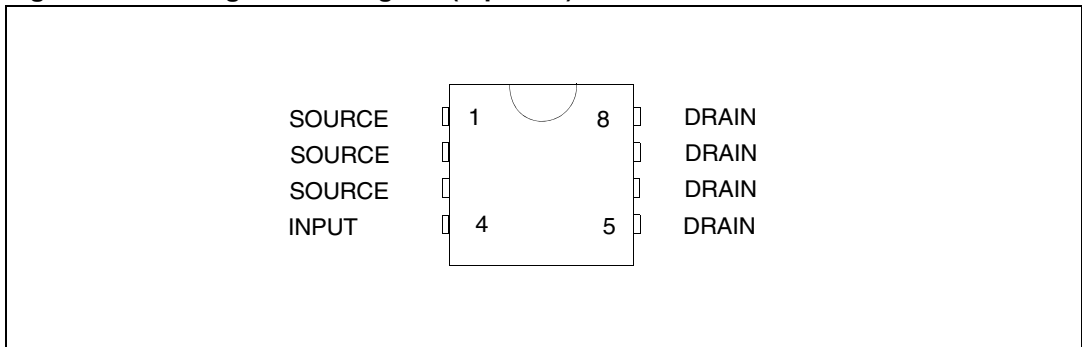 SOURCE 1 8 DRAIN
SOURCE DRAIN
SOURCE DRAIN
INPUT 4 5 DRAIN